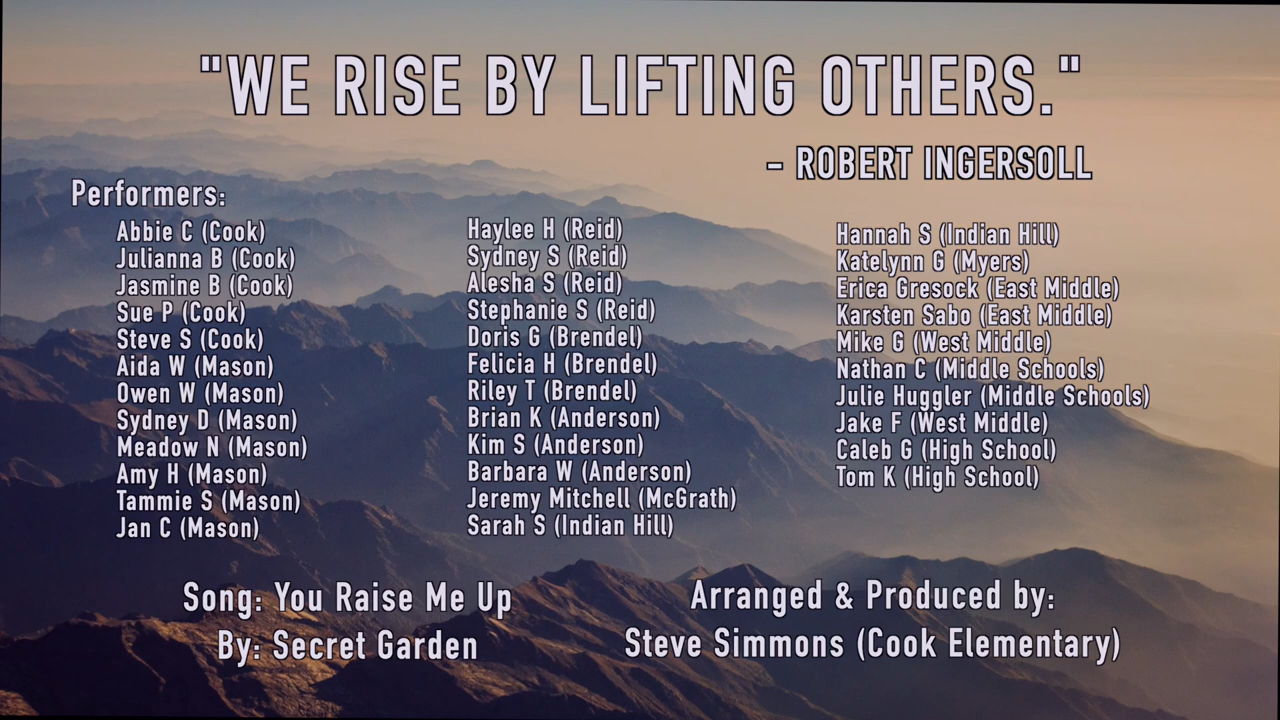 "WE RISE BY LIFTING OTHERS."
- ROBERT INGERSOLL
Performers:
Abbie C (Cook)
Julianna B (Cook)
Jasmine B (Cook)
Sue P (Cook)
Steve S (Cook)
Aida W (Mason)
Owen W (Mason)
Sydney D (Mason)
Meadow N (Mason)
Amy H (Mason)
Tammie S (Mason)
Jan C (Mason)
Haylee H (Reid)
Sydney S (Reid)
Alesha S (Reid)
Stephanie S (Reid)
Doris G (Brendel)
Felicia H (Brendel)
Riley T (Brendel)
Brian K (Anderson)
Kim S (Anderson)
Barbara W (Anderson)
Jeremy Mitchell (McGrath)
Sarah S (Indian Hill)
Hannah S (Indian Hill)
Katelynn G (Myers)
Erica Gresock (East Middle)
Karsten Sabo (East Middle)
Mike G (West Middle)
Nathan C (Middle Schools)
Julie Huggler (Middle Schools)
Jake F (West Middle)
Caleb G (High School)
Tom K (High School)
Song: You Raise Me Up
By: Secret Garden
Arranged & Produced by:
Steve Simmons (Cook Elementary)